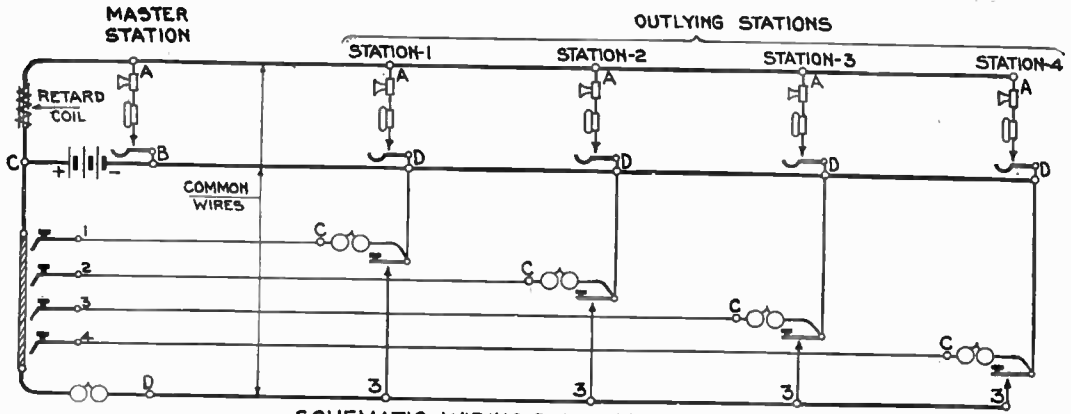 MASTER
STATION
OUTLYING STATIONS
STATION-1
STATION-2
STATION-3
STATION-4
A
A
A
A
A
RETARD
COIL
C
+
-
B
D
D
D
D
COMMON
WIRES
1
C
2
C
3
C
4
C
D
3
3
3
3